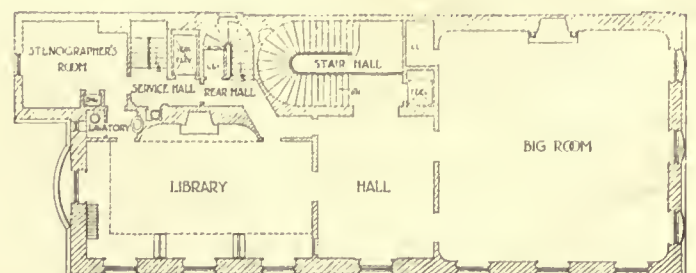 STENOGRAPHER'S
ROOM
SERVICE HALL
REAR HALL
STAIR HALL
LAVATORY
LIBRARY
HALL
BIG ROOM